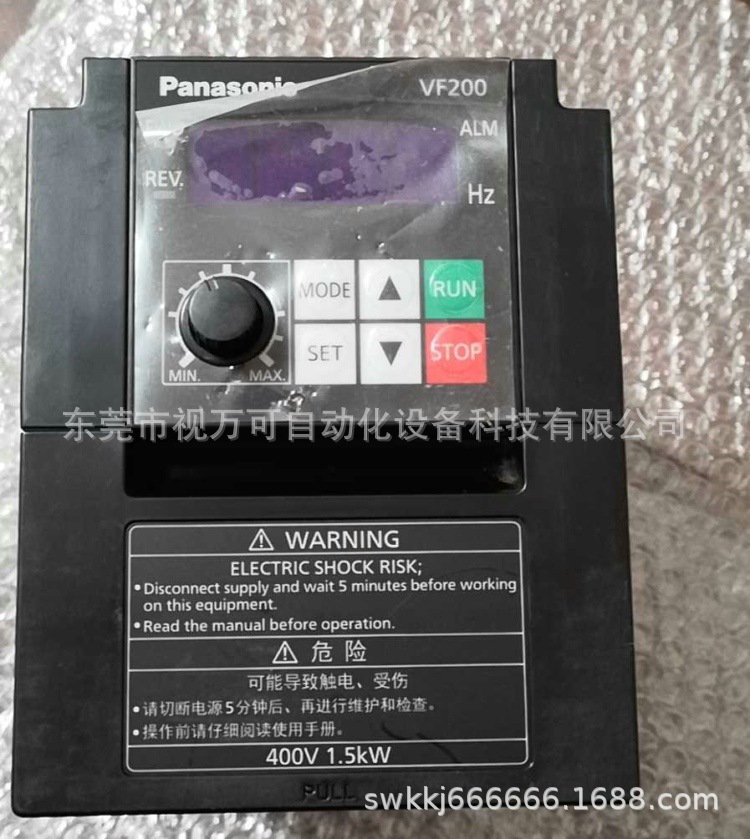 Panasonic VF200
ALM
REV.
Hz
MODE ▲ RUN
SET ▼ STOP
MIN. MAX.
东莞市视万可自动化设备科技有限公司
⚠ WARNING
ELECTRIC SHOCK RISK;
•Disconnect supply and wait 5 minutes before working
on this equipment.
•Read the manual before operation.
⚠ 危 险
可能导致触电、受伤
•请切断电源5分钟后、再进行维护和检查。
•操作前请仔细阅读使用手册。
400V 1.5kW
PULL
swkkj666666.1688.com